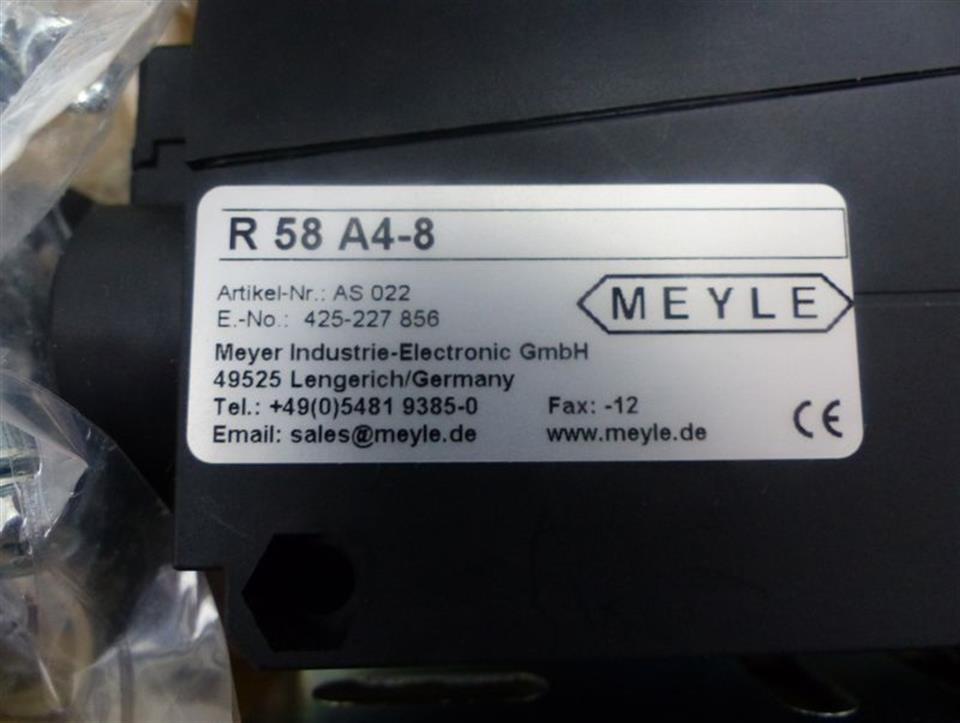 R 58 A4-8
Artikel-Nr.: AS 022
E.-No.: 425-227 856
MEYLE
Meyer Industrie-Electronic GmbH
49525 Lengerich/Germany
Tel.: +49(0)5481 9385-0 Fax: -12
Email: sales@meyle.de www.meyle.de
CE